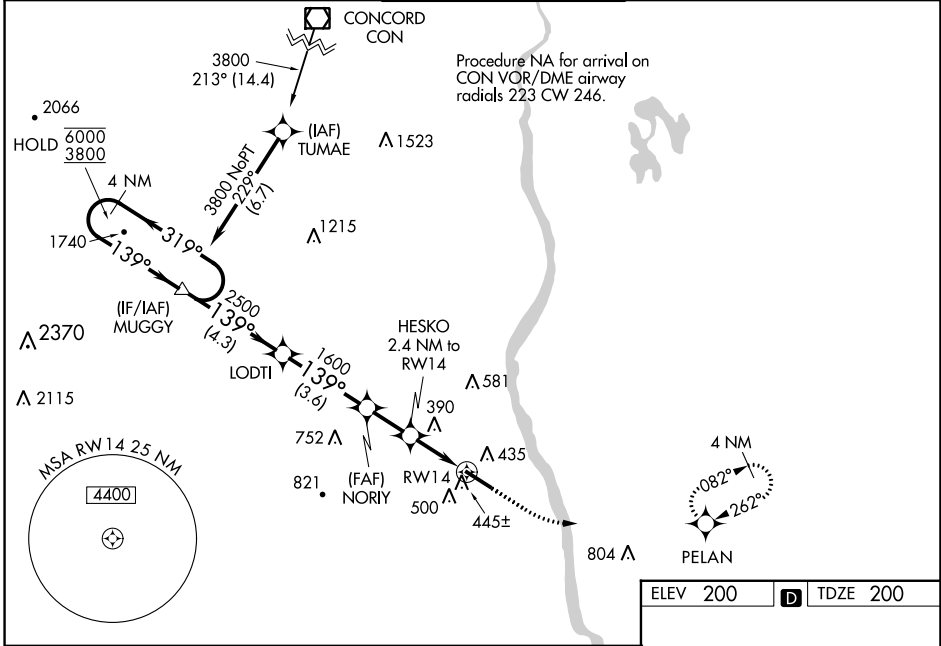 CONCORD
CON
3800
213° (14.4)
Procedure NA for arrival on
CON VOR/DME airway
radials 223 CW 246.
2066
HOLD 6000
3800
(IAF)
TUMAE
1523
4 NM
3800 NoPT
229°
(6.7)
1215
1740
319°
139°
(IF/IAF)
MUGGY
2500
139°
(4.3)
HESKO
2.4 NM to
RW14
2370
LODTI
1600
139°
(3.6)
581
2115
390
752
435
4 NM
MSA RW14 25 NM
(FAF)
NORIY
RW14
082°
821
500
262°
4400
445±
804
PELAN
ELEV 200 D TDZE 200